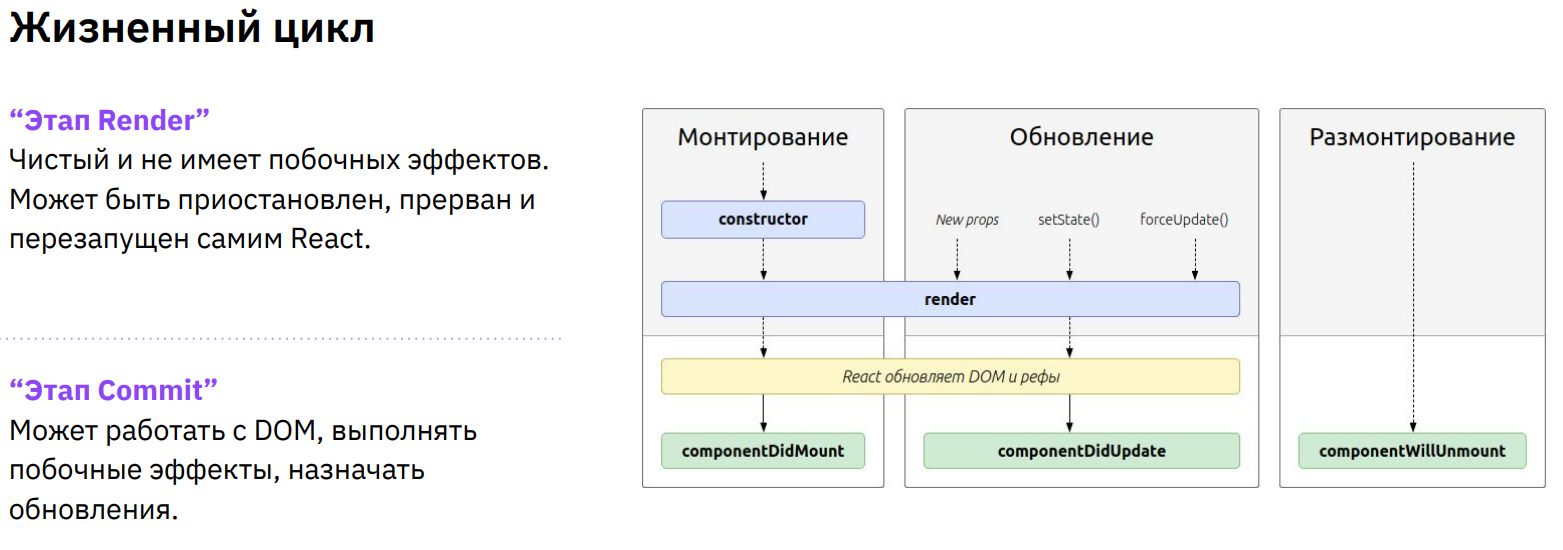 Жизненный цикл
“Этап Render”
Чистый и не имеет побочных эффектов.
Может быть приостановлен, прерван и
перезапущен самим React.
“Этап Commit”
Может работать с DOM, выполнять
побочные эффекты, назначать
обновления.
Монтирование
Обновление
Размонтирование
constructor
New props
setState()
forceUpdate()
render
React обновляет DOM и рефы
componentDidMount
componentDidUpdate
componentWillUnmount